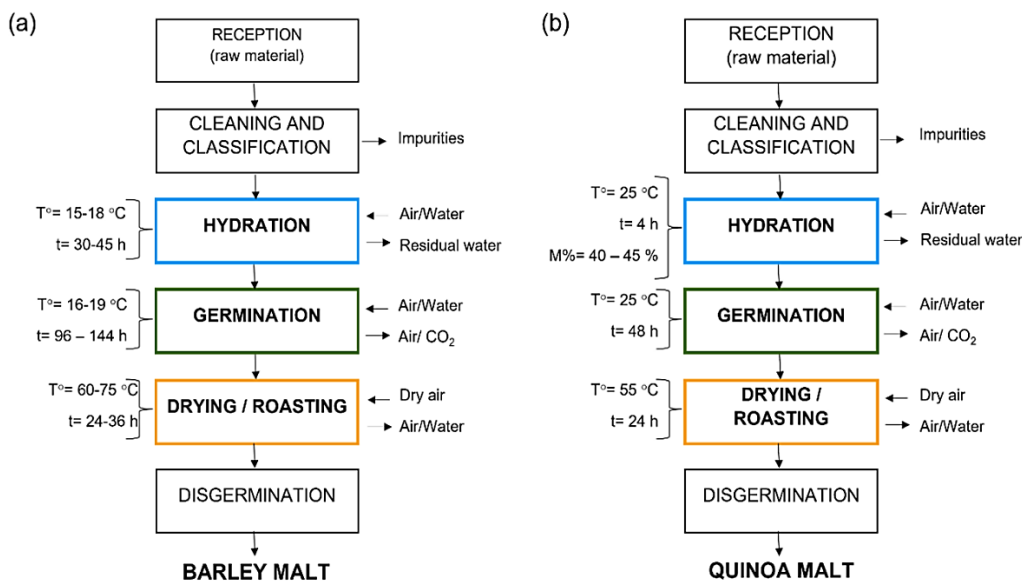 (a)
RECEPTION
(raw material)
CLEANING AND
CLASSIFICATION
Impurities
T°= 15-18 °C
t= 30-45 h
HYDRATION
Air/Water
Residual water
T°= 16-19 °C
t= 96 – 144 h
GERMINATION
Air/Water
Air/ CO₂
T°= 60-75 °C
t= 24-36 h
DRYING / ROASTING
Dry air
Air/Water
DISGERMINATION
BARLEY MALT
(b)
RECEPTION
(raw material)
CLEANING AND
CLASSIFICATION
Impurities
T°= 25 °C
t= 4 h
M%= 40 – 45 %
HYDRATION
Air/Water
Residual water
T°= 25 °C
t= 48 h
GERMINATION
Air/Water
Air/ CO₂
T°= 55 °C
t= 24 h
DRYING /
ROASTING
Dry air
Air/Water
DISGERMINATION
QUINOA MALT